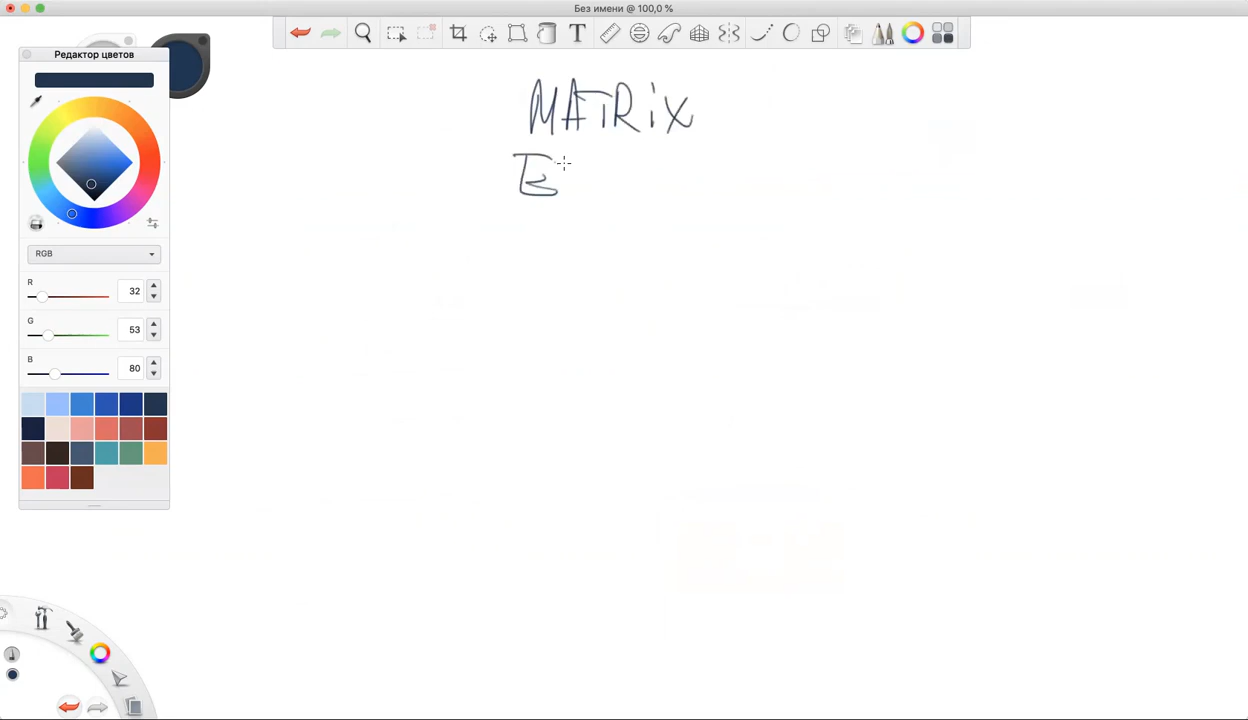 Без имени @ 100,0 %
Редактор цветов
MATRiX
RGB
R
32
G
53
B
80